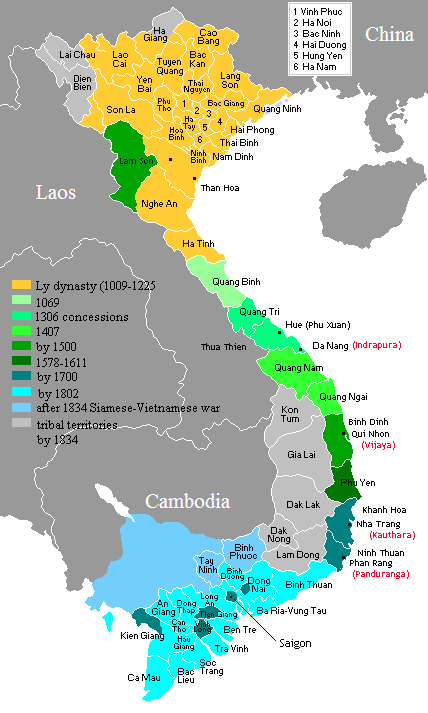 1 Vinh Phuc
2 Ha Noi
3 Bac Ninh
4 Hai Duong
5 Hung Yen
6 Ha Nam
China
Ha
Giang
Cao
Bang
Lai Chau
Lao
Cai
Tuyen
Quang
Bac
Kan
Dien
Bien
Yen
Bai
Thai
Nguyen
Lang
Son
Son La
Phu
Tho
1
2
3
4
5
6
Bac Giang
Quang Ninh
Ha
Tay
Hoa
Binh
Hai Phong
Thai Binh
Ninh
Binh
Nam Dinh
Lam Son
Than Hoa
Laos
Nghe An
Ha Tinh
Quang Binh
Ly dynasty (1009-1225
1069
1306 concessions
1407
by 1500
1578-1611
by 1700
by 1802
after 1834 Siamese-Vietnamese war
tribal territories
by 1834
Quang Tri
Hue (Phu Xuan)
Thua Thien
Da Nang (Indrapura)
Quang Nam
Quang Ngai
Kon
Tum
Binh Dinh
Qui Nhon
(Vijaya)
Gia Lai
Phu Yen
Cambodia
Dak Lak
Khanh Hoa
Nha Trang
(Kauthara)
Dak
Nong
Lam Dong
Ninh Thuan
Phan Rang
(Panduranga)
Binh
Phuoc
Tay
Ninh
Binh
Duong
Dong
Nai
Binh Thuan
Ba Ria-Vung Tau
Long
An
An
Giang
Dong
Thap
Tien Giang
Kien Giang
Can
Tho
Vinh
Long
Ben Tre
Saigon
Hau
Giang
Tra Vinh
Soc
Trang
Bac
Lieu
Ca Mau